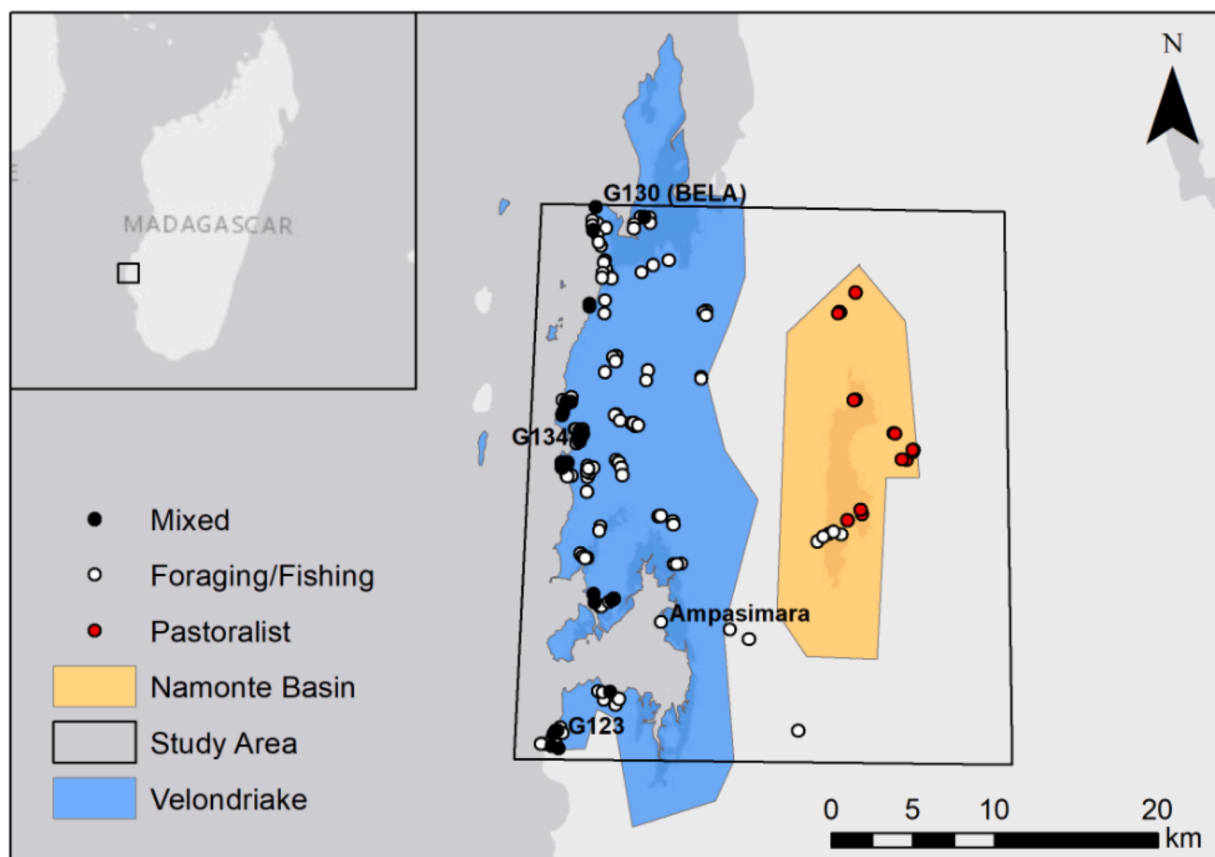 E
MADAGASCAR
N
G130 (BELA)
G134
Ampasimara
G123
Mixed
Foraging/Fishing
Pastoralist
Namonte Basin
Study Area
Velondriake
0 5 10 20
km